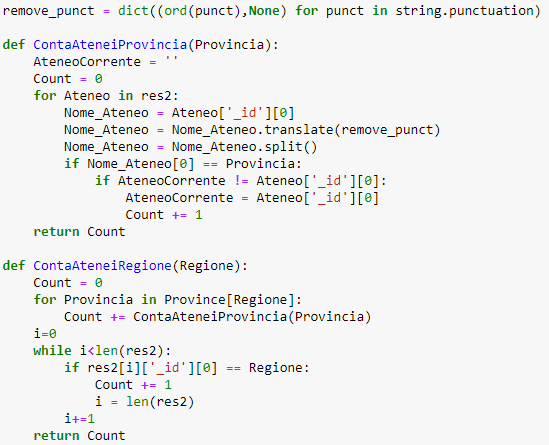 remove_punct = dict((ord(punct),None) for punct in string.punctuation)
def ContaAteneiProvincia(Provincia):
    AteneoCorrente = ''
    Count = 0
    for Ateneo in res2:
        Nome_Ateneo = Ateneo['_id'][0]
        Nome_Ateneo = Nome_Ateneo.translate(remove_punct)
        Nome_Ateneo = Nome_Ateneo.split()
        if Nome_Ateneo[0] == Provincia:
            if AteneoCorrente != Ateneo['_id'][0]:
                AteneoCorrente = Ateneo['_id'][0]
                Count += 1
    return Count
def ContaAteneiRegione(Regione):
    Count = 0
    for Provincia in Province[Regione]:
        Count += ContaAteneiProvincia(Provincia)
    i=0
    while i<len(res2):
        if res2[i]['_id'][0] == Regione:
            Count += 1
            i = len(res2)
        i+=1
    return Count